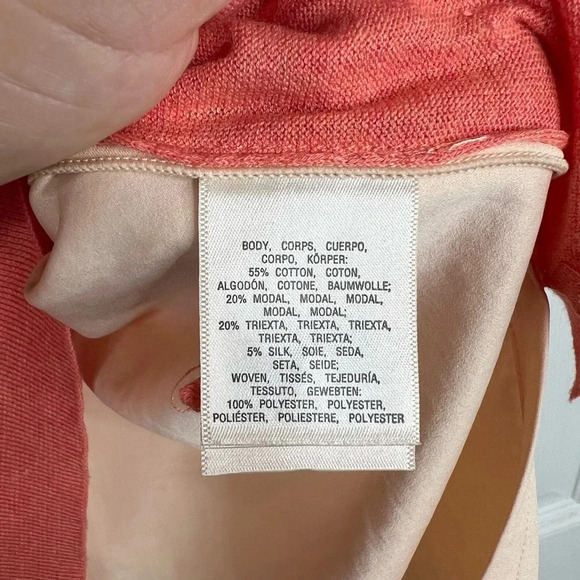 BODY, CORPS, CUERPO,
CORPO, KÖRPER:
55% COTTON, COTON,
ALGODÓN, COTONE, BAUMWOLLE;
20% MODAL, MODAL, MODAL,
MODAL, MODAL;
20% TRIEXTA, TRIEXTA, TRIEXTA,
TRIEXTA, TRIEXTA;
5% SILK, SOIE, SEDA,
SETA, SEIDE;
WOVEN, TISSÉS, TEJEDURÍA,
TESSUTO, GEWEBTEN:
100% POLYESTER, POLYESTER,
POLIÉSTER, POLIESTERE, POLYESTER